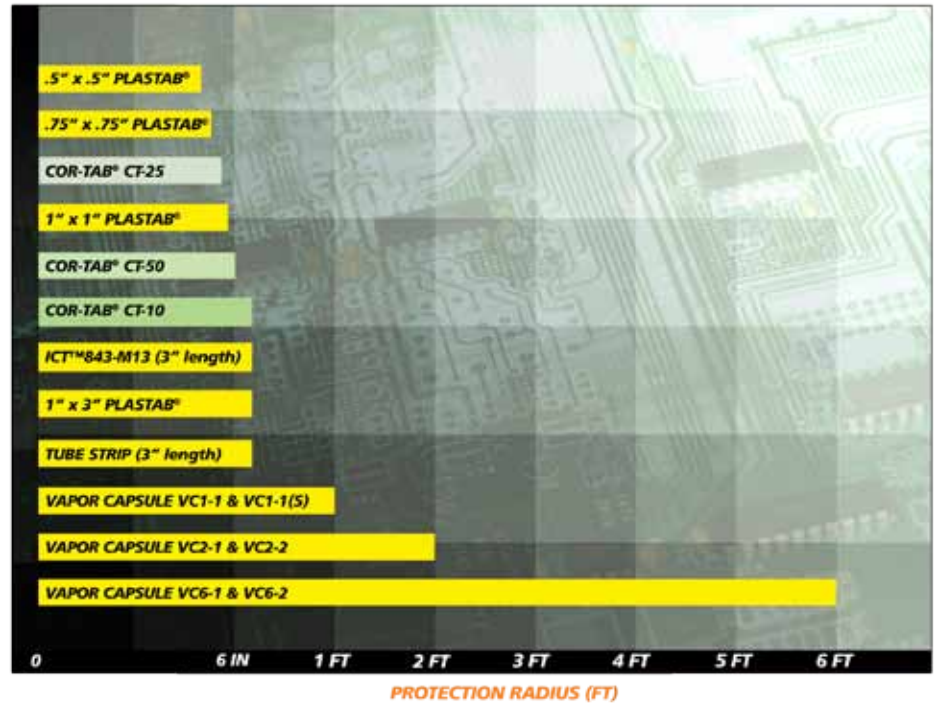 .5" x .5" PLASTAB®
.75" x .75" PLASTAB®
COR-TAB® CT-25
1" x 1" PLASTAB®
COR-TAB® CT-50
COR-TAB® CT-10
ICT™843-M13 (3" length)
1" x 3" PLASTAB®
TUBE STRIP (3" length)
VAPOR CAPSULE VC1-1 & VC1-1(S)
VAPOR CAPSULE VC2-1 & VC2-2
VAPOR CAPSULE VC6-1 & VC6-2
0 6 IN 1 FT 2 FT 3 FT 4 FT 5 FT 6 FT
PROTECTION RADIUS (FT)